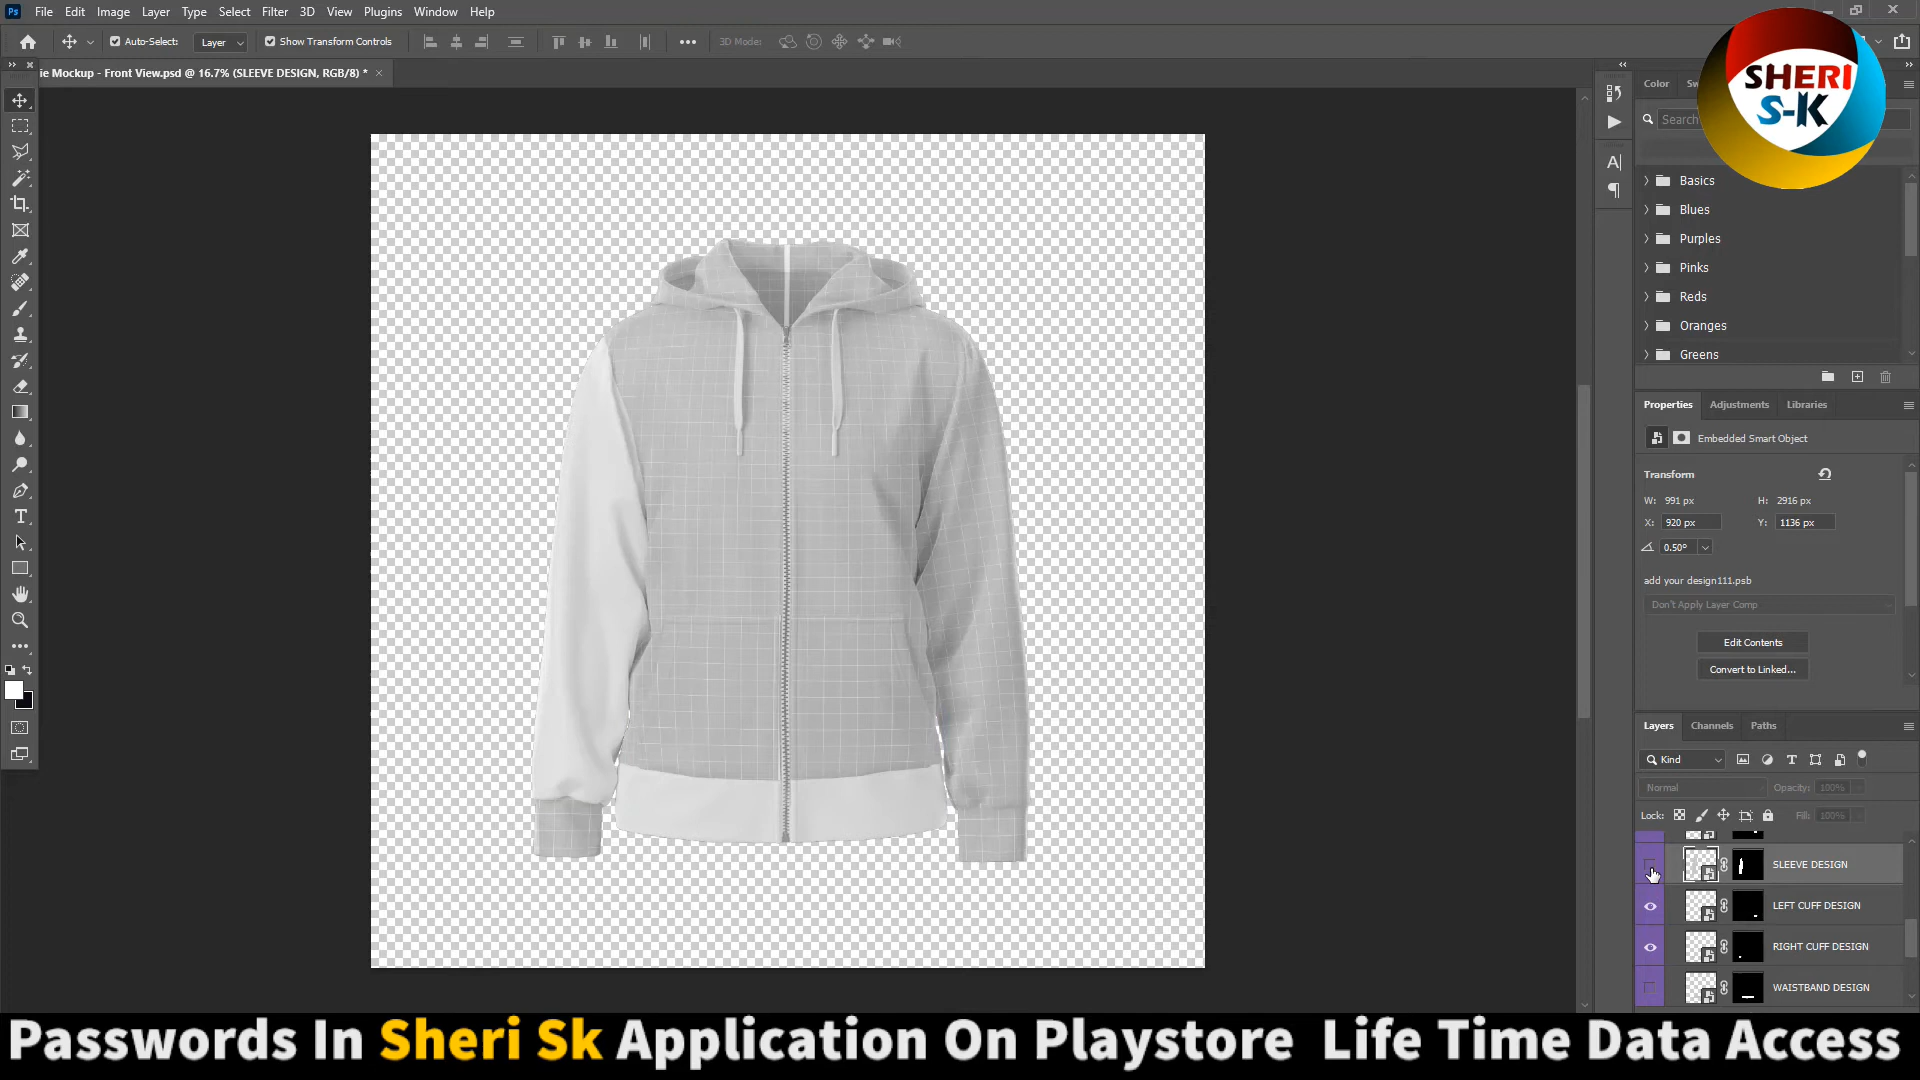 Ps File Edit Image Layer Type Select Filter 3D View Plugins Window Help
Auto-Select: Layer Show Transform Controls 3D Mode:
ie Mockup - Front View.psd @ 16.7% (SLEEVE DESIGN, RGB/8) *
SHERI
S-K
Color Sw
Search
Basics
Blues
Purples
Pinks
Reds
Oranges
Greens
Properties Adjustments Libraries
Embedded Smart Object
Transform
W: 991 px H: 2916 px
X: 920 px Y: 1136 px
0.50°
add your design111.psb
Don't Apply Layer Comp
Edit Contents
Convert to Linked...
Layers Channels Paths
Kind
Normal Opacity: 100%
Lock: Fill: 100%
SLEEVE DESIGN
LEFT CUFF DESIGN
RIGHT CUFF DESIGN
WAISTBAND DESIGN
Passwords In Sheri Sk Application On Playstore Life Time Data Access